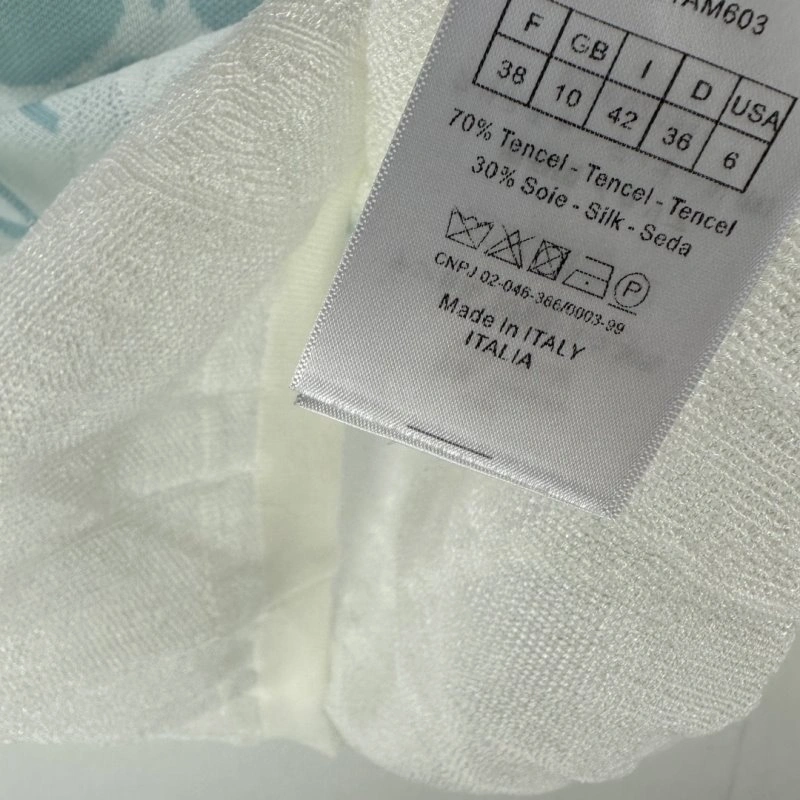 AM603
F GB I D USA
38 10 42 36 6
70% Tencel - Tencel - Tencel
30% Soie - Silk - Seda
P
CNPJ 02-046-366/0003-99
Made in ITALY
ITALIA